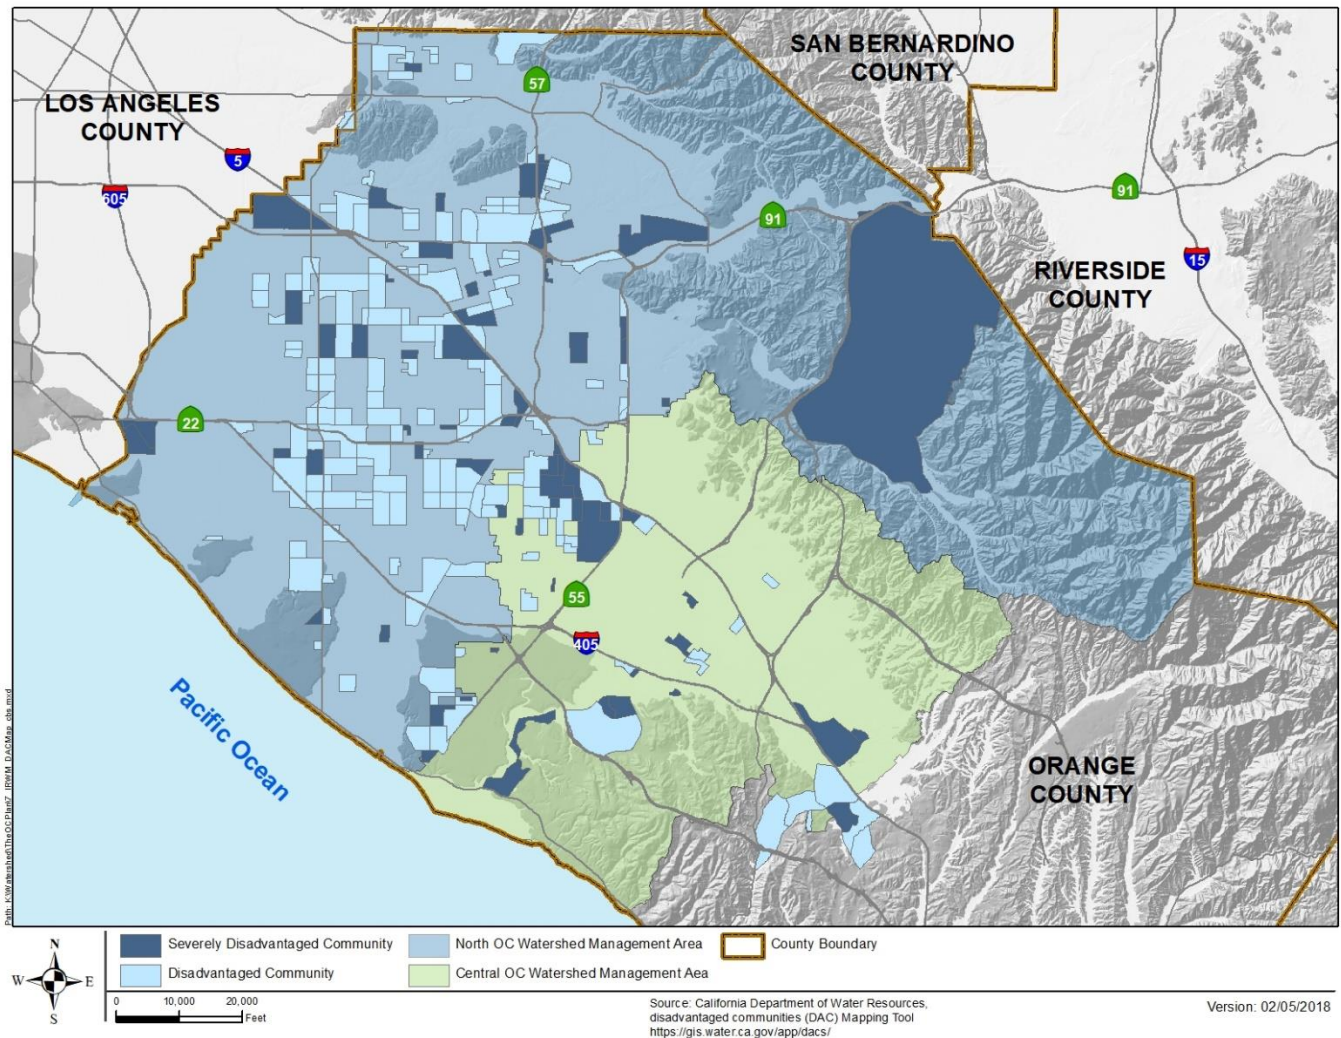 SAN BERNARDINO
COUNTY
LOS ANGELES
COUNTY
57
5
605
91
91
15
RIVERSIDE
COUNTY
22
55
405
Pacific Ocean
ORANGE
COUNTY
N
W
E
S
Severely Disadvantaged Community
Disadvantaged Community
North OC Watershed Management Area
Central OC Watershed Management Aea
County Boundary
0 10,000 20,000
Feet
Source: California Department of Water Resources,
disadvantaged communities (DAC) Mapping Tool
https://gis.water.ca.gov/app/dacs/
Version: 02/05/2018